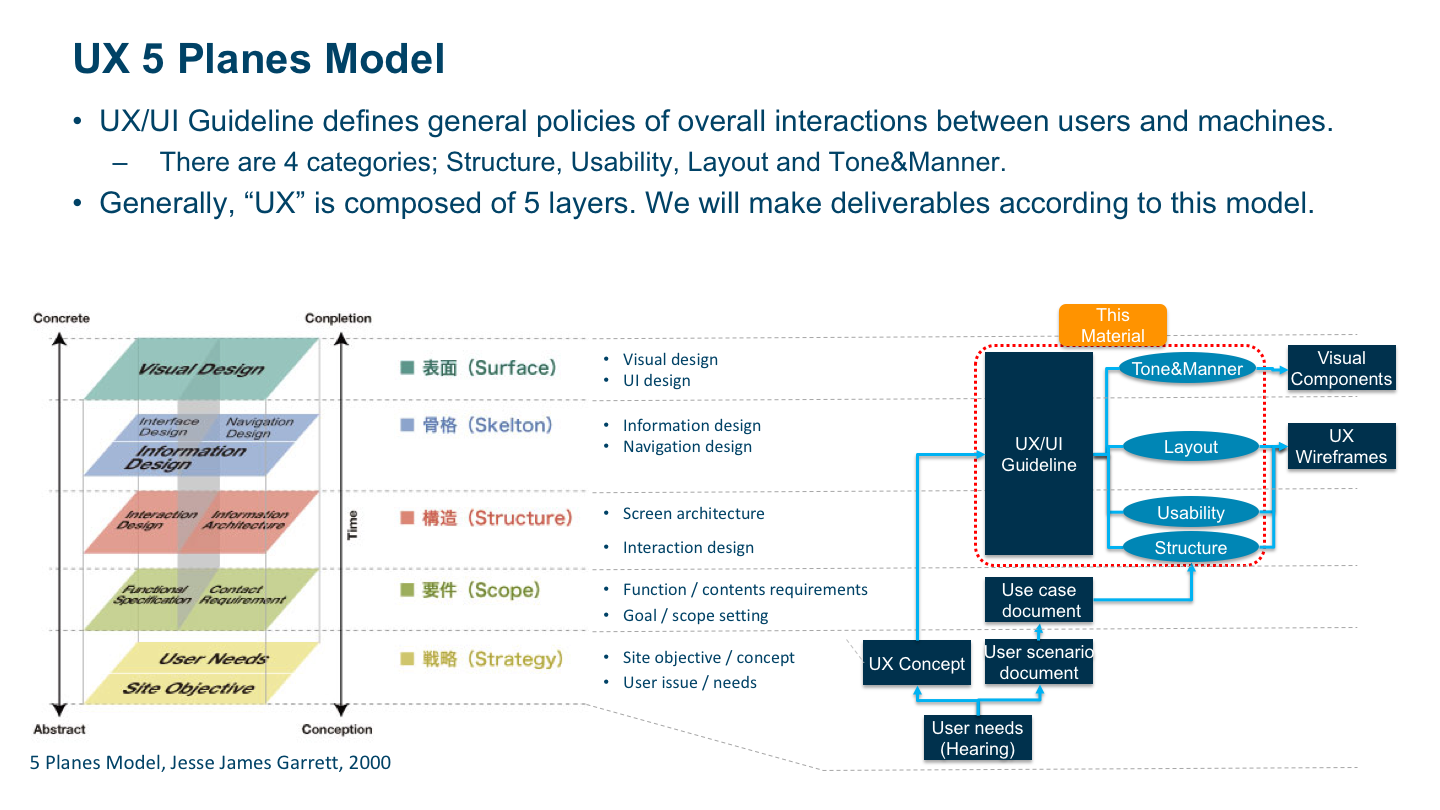 UX 5 Planes Model
• UX/UI Guideline defines general policies of overall interactions between users and machines.
– There are 4 categories; Structure, Usability, Layout and Tone&Manner.
• Generally, “UX” is composed of 5 layers. We will make deliverables according to this model.
Concrete
Conpletion
Visual Design
Interface
Design
Navigation
Design
Information
Design
Interaction
Design
Information
Architecture
Functional
Specification
Contact
Requirement
User Needs
Site Objective
Time
Abstract
Conception
5 Planes Model, Jesse James Garrett, 2000
表面（Surface）
骨格（Skelton）
構造（Structure）
要件（Scope）
戦略（Strategy）
• Visual design
• UI design
• Information design
• Navigation design
• Screen architecture
• Interaction design
• Function / contents requirements
• Goal / scope setting
• Site objective / concept
• User issue / needs
This
Material
UX/UI
Guideline
Tone&Manner
Layout
Usability
Structure
Visual
Components
UX
Wireframes
Use case
document
UX Concept
User scenario
document
User needs
(Hearing)